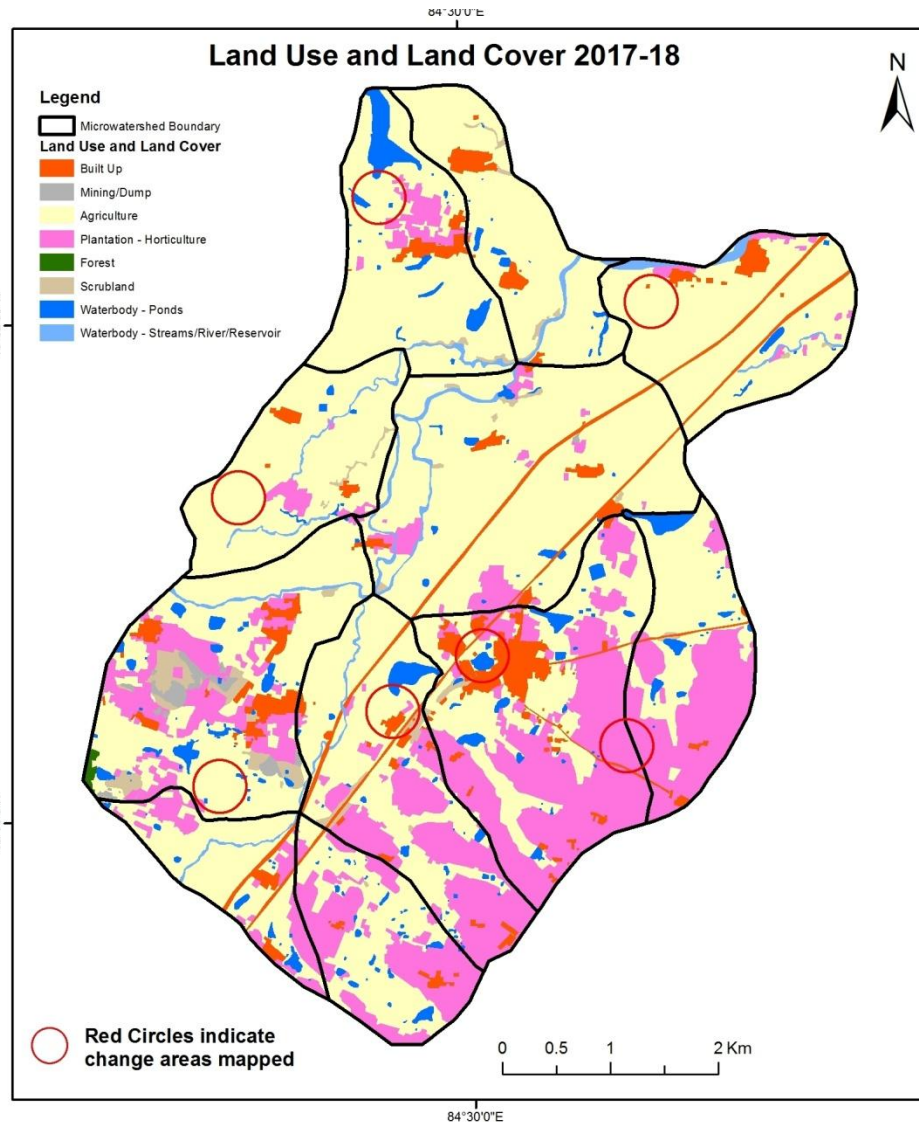 84°30'0"E
Land Use and Land Cover 2017-18
N
Legend
Microwatershed Boundary
Land Use and Land Cover
Built Up
Mining/Dump
Agriculture
Plantation - Horticulture
Forest
Scrubland
Waterbody - Ponds
Waterbody - Streams/River/Reservoir
Red Circles indicate
change areas mapped
0 0.5 1 2 Km
84°30'0"E